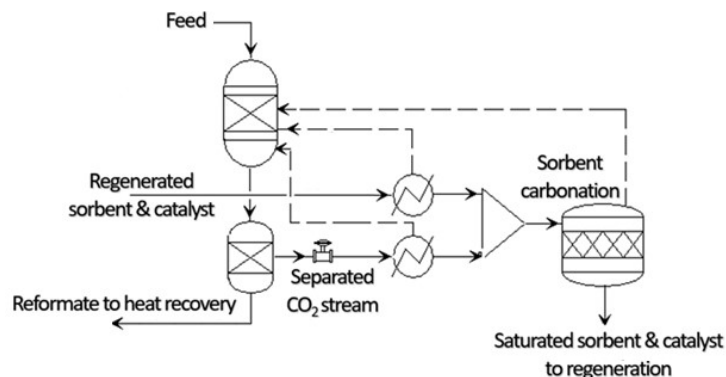 Feed
Sorbent
carbonation
Regenerated
sorbent & catalyst
Separated
CO₂ stream
Reformate to heat recovery
Saturated sorbent & catalyst
to regeneration